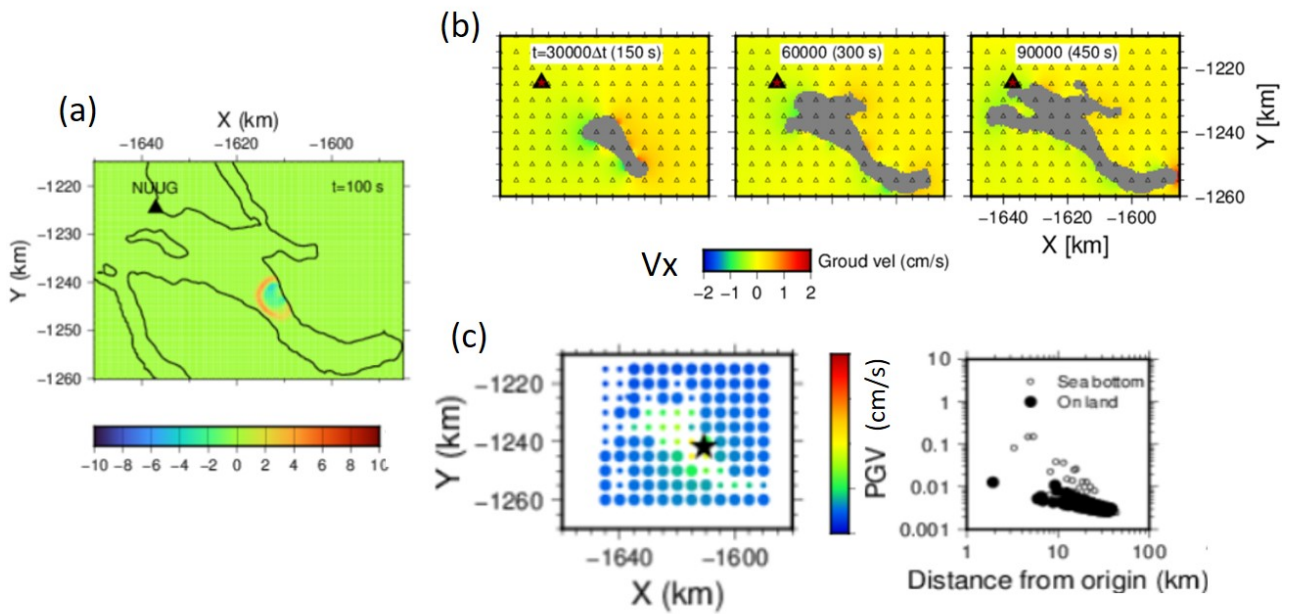 (a)
X (km)
−1640 −1620 −1600
NUUG
t=100 s
Y (km)
−1220
−1230
−1240
−1250
−1260
−10 −8 −6 −4 −2 0 2 4 6 8 10
(b)
t=30000Δt (150 s)
60000 (300 s)
90000 (450 s)
−1220
−1240
−1260
Y [km]
−1640 −1620 −1600
X [km]
Vx
Groud vel (cm/s)
−2 −1 0 1 2
(c)
Y (km)
−1220
−1240
−1260
−1640 −1600
X (km)
PGV (cm/s)
10
1
0.1
0.01
0.001
Sea bottom
On land
1 10 100
Distance from origin (km)